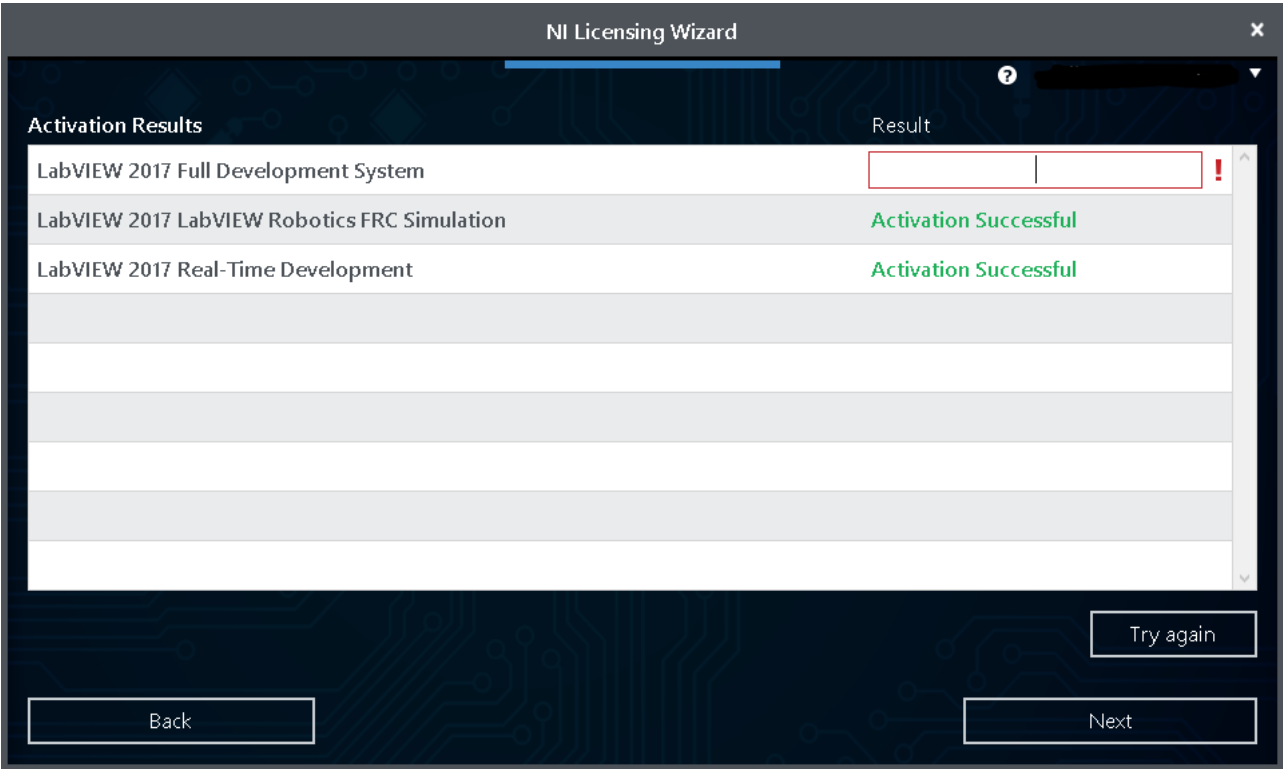 NI Licensing Wizard
Activation Results Result
LabVIEW 2017 Full Development System !
LabVIEW 2017 LabVIEW Robotics FRC Simulation Activation Successful
LabVIEW 2017 Real-Time Development Activation Successful
Try again
Back Next